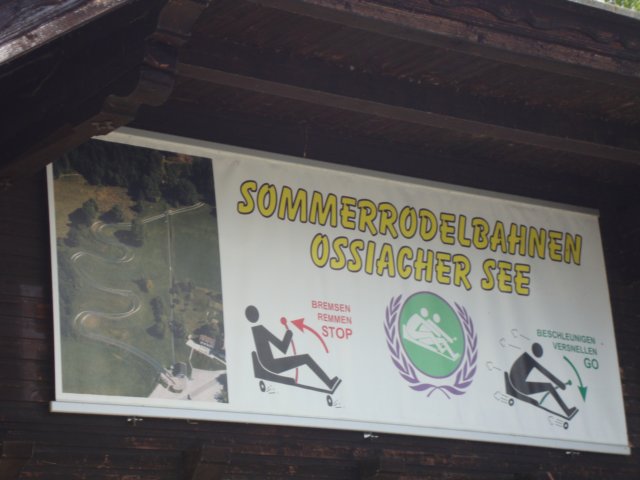 SOMMERRODELBAHNEN
OSSIACHER SEE
BREMSEN
REMMEN
STOP
BESCHLEUNIGEN
VERSNELLEN
GO